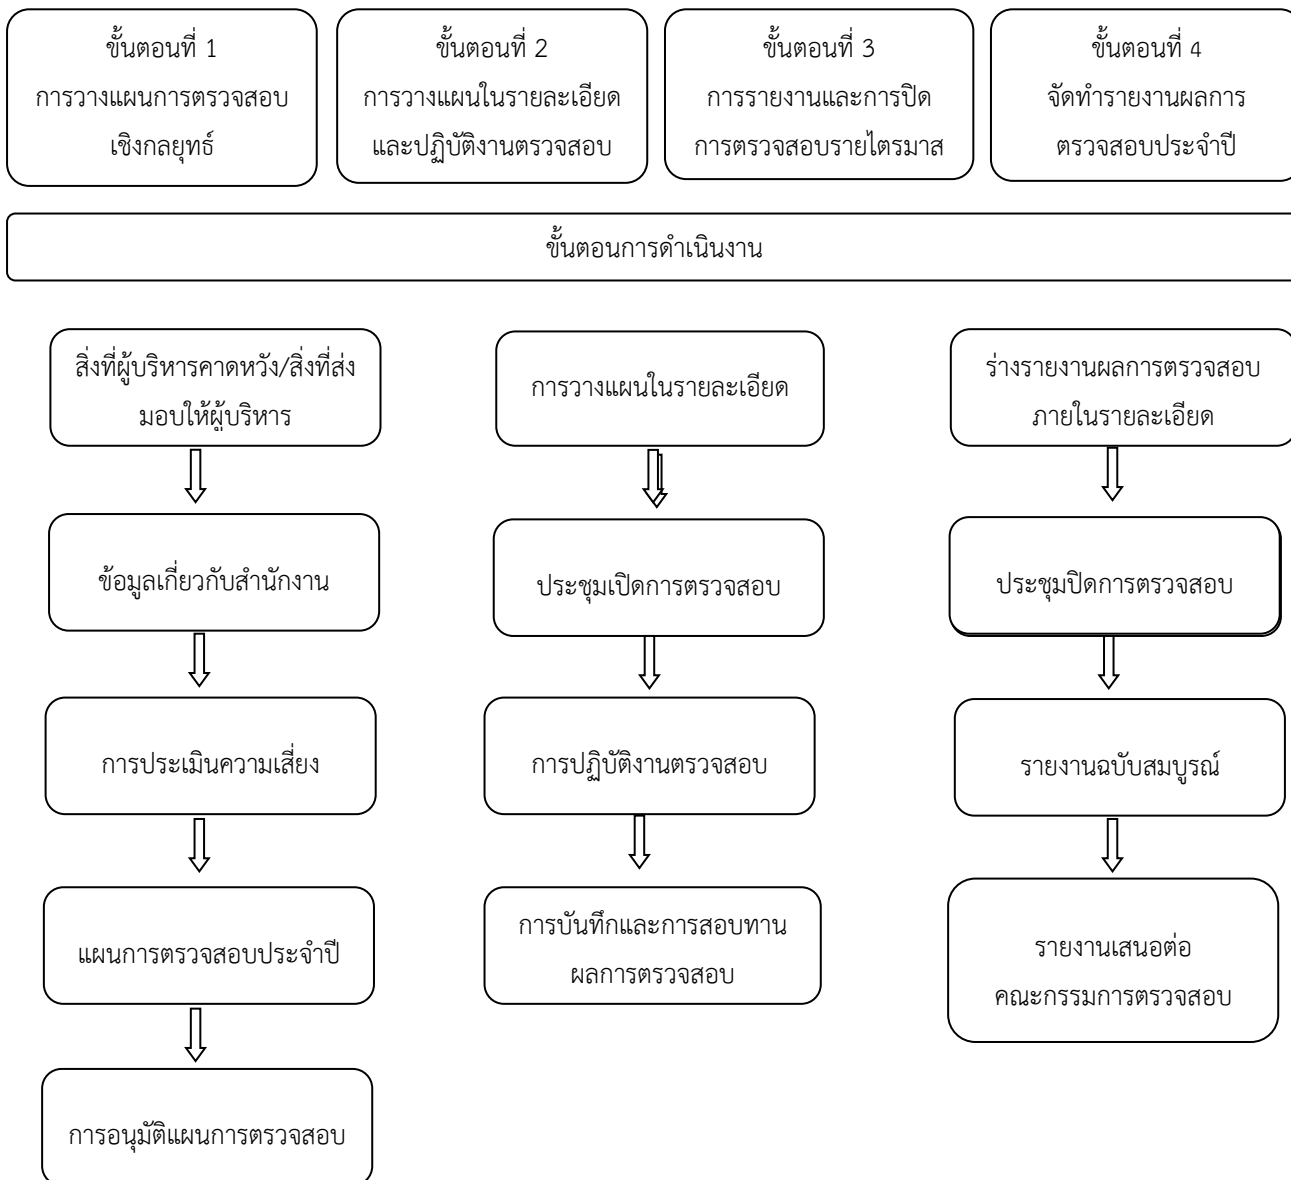 ขั้นตอนที่ 1
การวางแผนการตรวจสอบ
เชิงกลยุทธ์
ขั้นตอนที่ 2
การวางแผนในรายละเอียด
และปฏิบัติงานตรวจสอบ
ขั้นตอนที่ 3
การรายงานและการปิด
การตรวจสอบรายไตรมาส
ขั้นตอนที่ 4
จัดทำรายงานผลการ
ตรวจสอบประจำปี
ขั้นตอนการดำเนินงาน
สิ่งที่ผู้บริหารคาดหวัง/สิ่งที่ส่ง
มอบให้ผู้บริหาร
ข้อมูลเกี่ยวกับสำนักงาน
การประเมินความเสี่ยง
แผนการตรวจสอบประจำปี
การอนุมัติแผนการตรวจสอบ
การวางแผนในรายละเอียด
ประชุมเปิดการตรวจสอบ
การปฏิบัติงานตรวจสอบ
การบันทึกและการสอบทาน
ผลการตรวจสอบ
ร่างรายงานผลการตรวจสอบ
ภายในรายละเอียด
ประชุมปิดการตรวจสอบ
รายงานฉบับสมบูรณ์
รายงานเสนอต่อ
คณะกรรมการตรวจสอบ